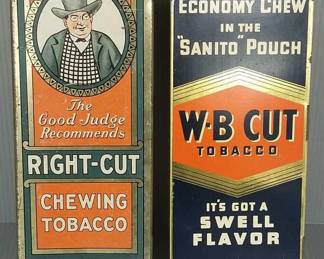 The
Good Judge
Recommends
RIGHT-CUT
CHEWING
TOBACCO
ECONOMY CHEW
IN THE
"SANITO" POUCH
W-B CUT
TOBACCO
IT'S GOT A
SWELL
FLAVOR